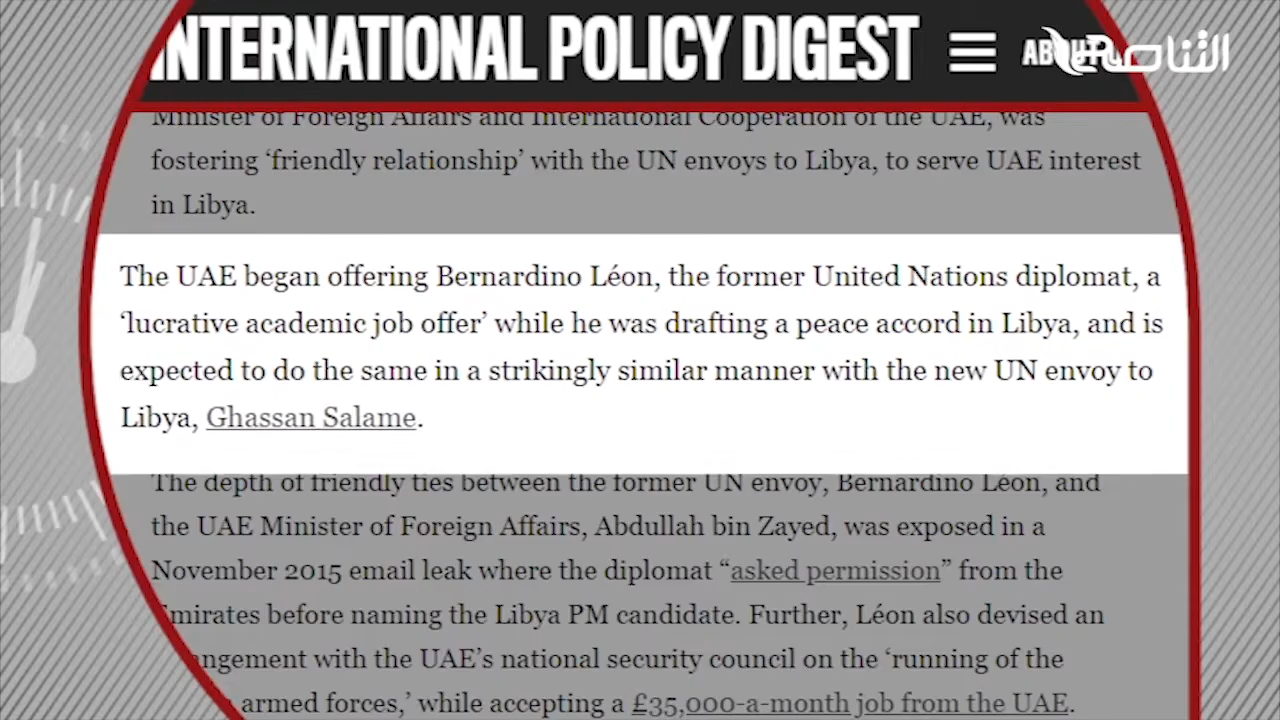 INTERNATIONAL POLICY DIGEST
التناصح
Minister of Foreign Affairs and International Cooperation of the UAE, was
fostering ‘friendly relationship’ with the UN envoys to Libya, to serve UAE interest
in Libya.
The UAE began offering Bernardino Léon, the former United Nations diplomat, a
‘lucrative academic job offer’ while he was drafting a peace accord in Libya, and is
expected to do the same in a strikingly similar manner with the new UN envoy to
Libya, Ghassan Salame.
The depth of friendly ties between the former UN envoy, Bernardino Léon, and
the UAE Minister of Foreign Affairs, Abdullah bin Zayed, was exposed in a
November 2015 email leak where the diplomat “asked permission” from the
Emirates before naming the Libya PM candidate. Further, Léon also devised an
angement with the UAE’s national security council on the ‘running of the
armed forces,’ while accepting a £35,000-a-month job from the UAE.